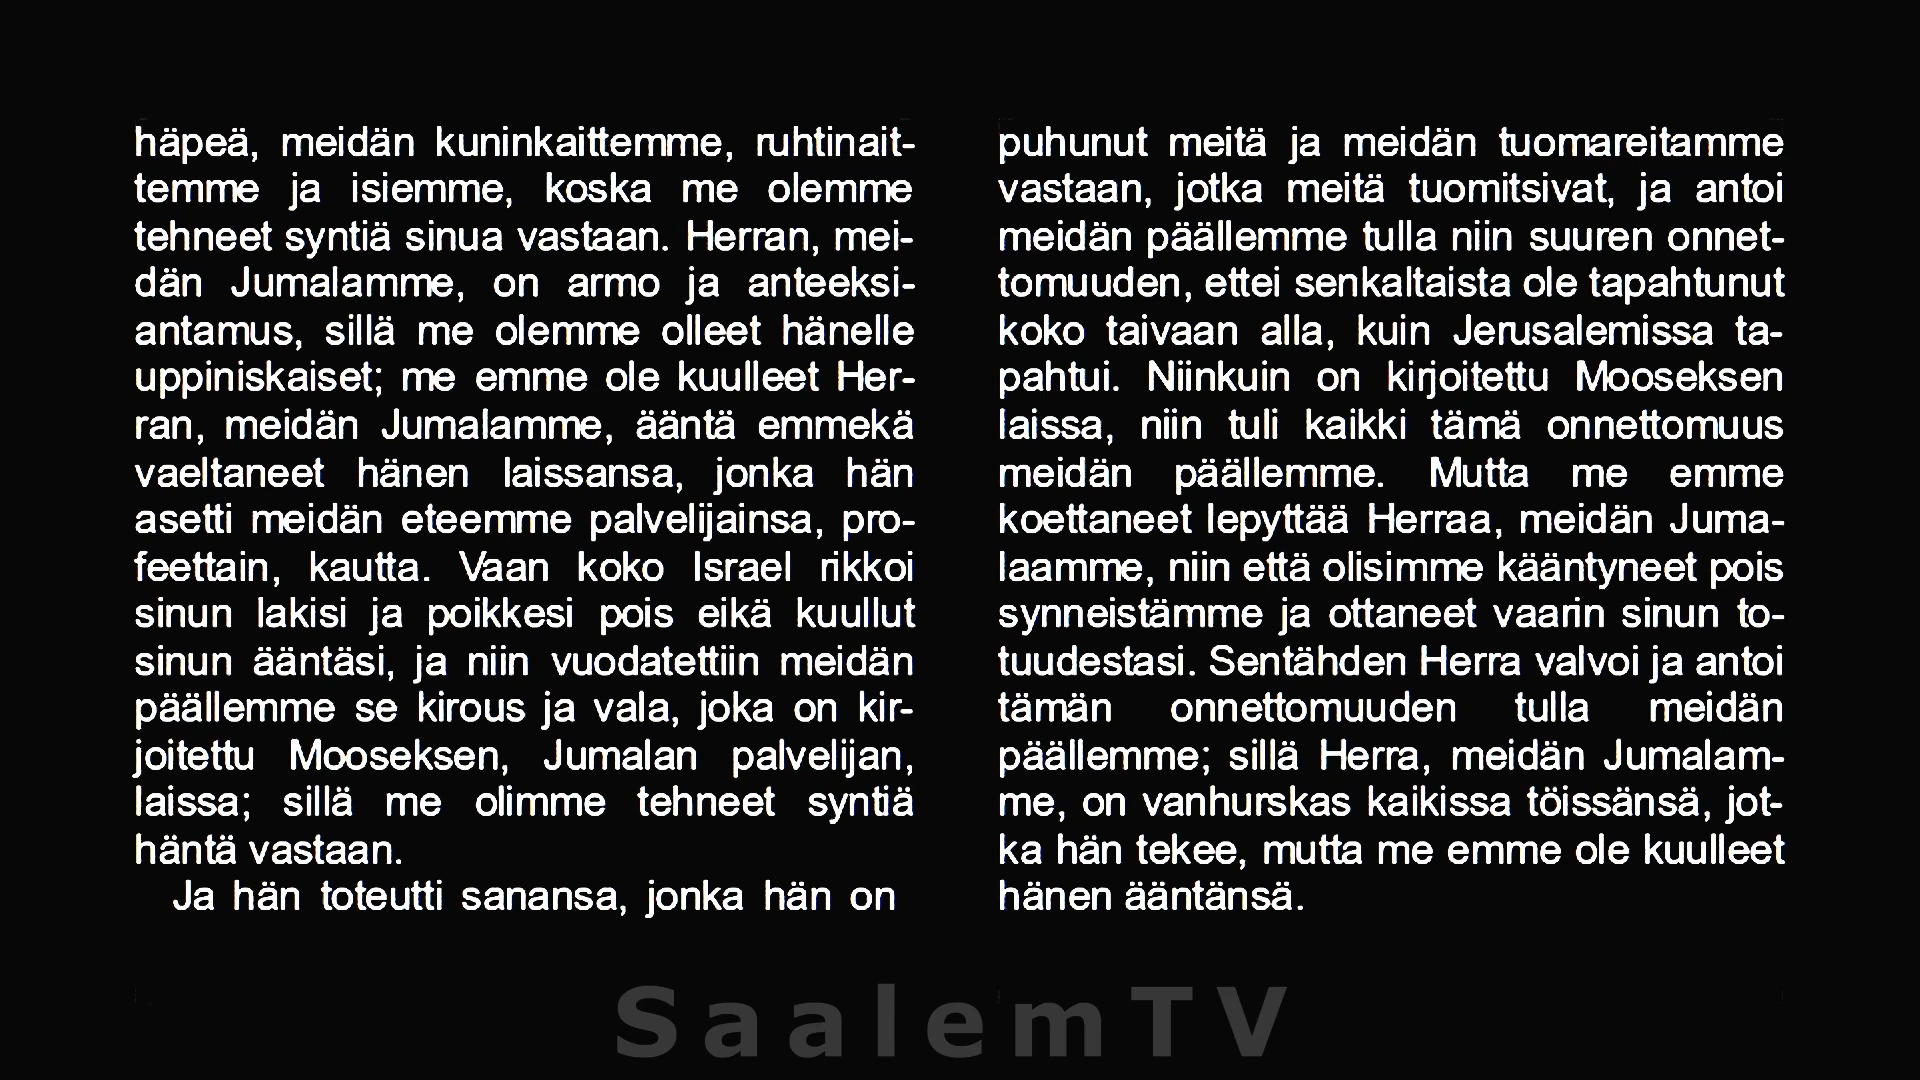 häpeä, meidän kuninkaittemme, ruhtinait-
temme ja isiemme, koska me olemme
tehneet syntiä sinua vastaan. Herran, mei-
dän Jumalamme, on armo ja anteeksi-
antamus, sillä me olemme olleet hänelle
uppiniskaiset; me emme ole kuulleet Her-
ran, meidän Jumalamme, ääntä emmekä
vaeltaneet hänen laissansa, jonka hän
asetti meidän eteemme palvelijainsa, pro-
feettain, kautta. Vaan koko Israel rikkoi
sinun lakisi ja poikkesi pois eikä kuullut
sinun ääntäsi, ja niin vuodatettiin meidän
päällemme se kirous ja vala, joka on kir-
joitettu Mooseksen, Jumalan palvelijan,
laissa; sillä me olimme tehneet syntiä
häntä vastaan.
Ja hän toteutti sanansa, jonka hän on
puhunut meitä ja meidän tuomareitamme
vastaan, jotka meitä tuomitsivat, ja antoi
meidän päällemme tulla niin suuren onnet-
tomuuden, ettei senkaltaista ole tapahtunut
koko taivaan alla, kuin Jerusalemissa ta-
pahtui. Niinkuin on kirjoitettu Mooseksen
laissa, niin tuli kaikki tämä onnettomuus
meidän päällemme. Mutta me emme
koettaneet lepyttää Herraa, meidän Juma-
laamme, niin että olisimme kääntyneet pois
synneistämme ja ottaneet vaarin sinun to-
tuudestasi. Sentähden Herra valvoi ja antoi
tämän onnettomuuden tulla meidän
päällemme; sillä Herra, meidän Jumalam-
me, on vanhurskas kaikissa töissänsä, jot-
ka hän tekee, mutta me emme ole kuulleet
hänen ääntänsä.
SaalemTV